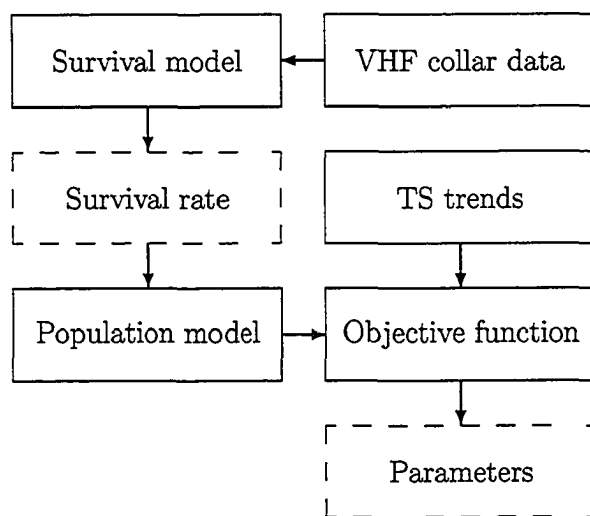 Survival model
VHF collar data
Survival rate
TS trends
Population model
Objective function
Parameters